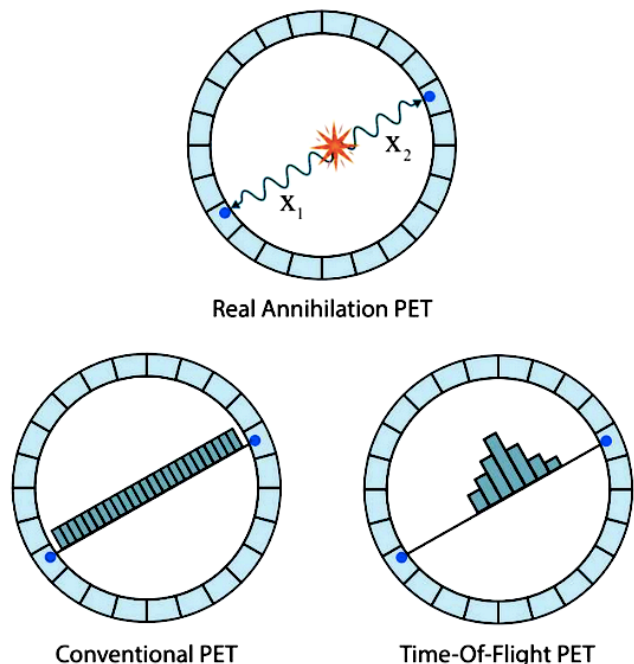 X₂
X₁
Real Annihilation PET
Conventional PET
Time-Of-Flight PET